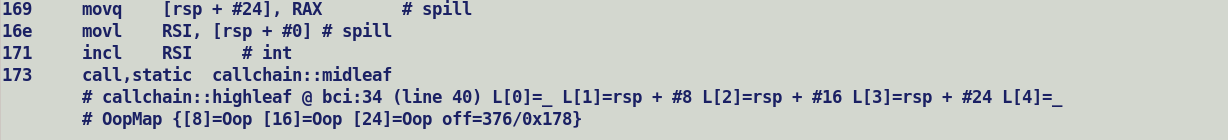 169 movq [rsp + #24], RAX # spill
16e movl RSI, [rsp + #0] # spill
171 incl RSI # int
173 call,static callchain::midleaf
# callchain::highleaf @ bci:34 (line 40) L[0]=_ L[1]=rsp + #8 L[2]=rsp + #16 L[3]=rsp + #24 L[4]=_
# OopMap {[8]=Oop [16]=Oop [24]=Oop off=376/0x178}